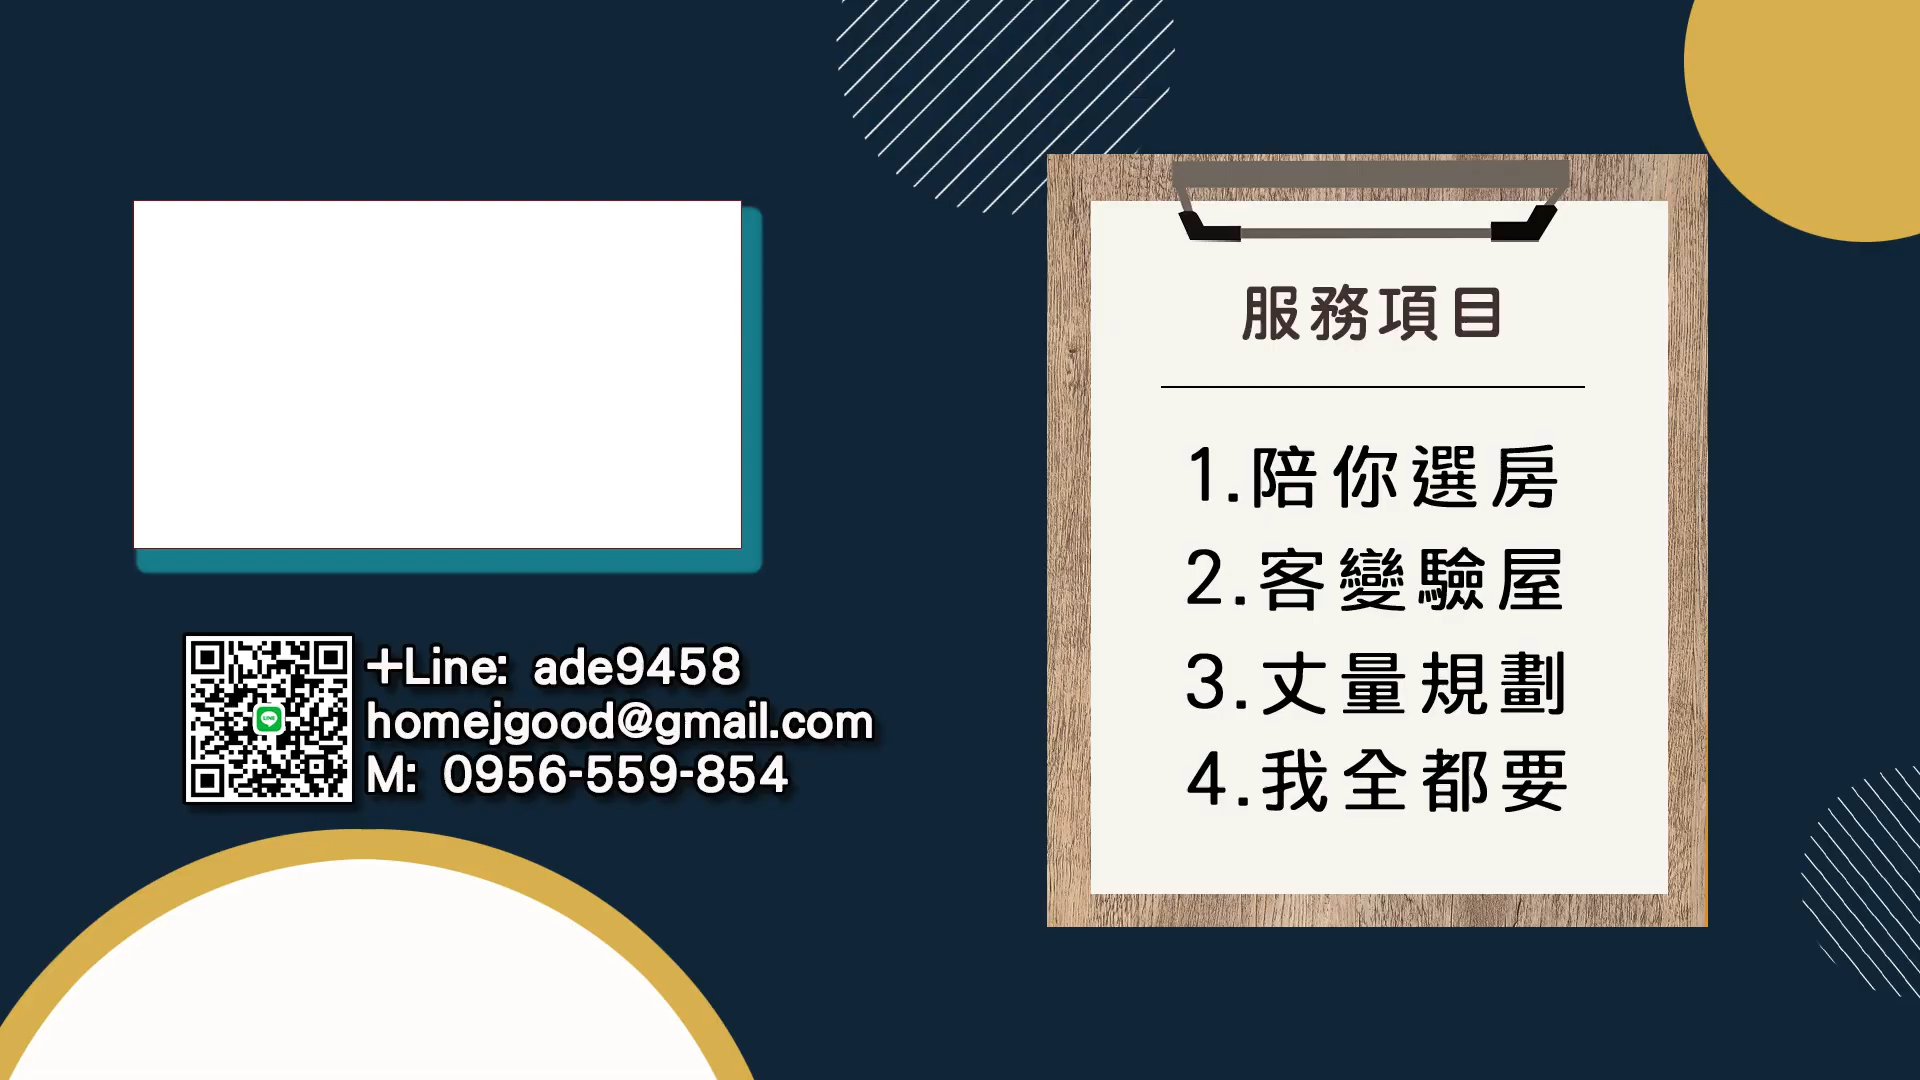 +Line: ade9458
homejgood@gmail.com
M: 0956-559-854
服務項目
1.陪你選房
2.客變驗屋
3.丈量規劃
4.我全都要
LINE